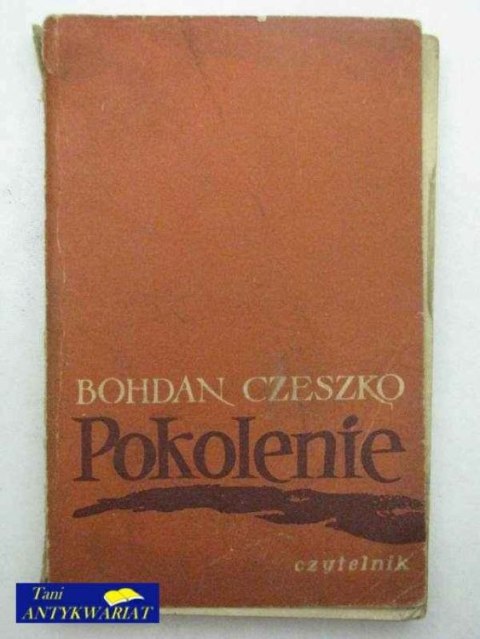 BOHDAN CZESZKO
Pokolenie
czytelnik
Tani
ANTYKWARIAT